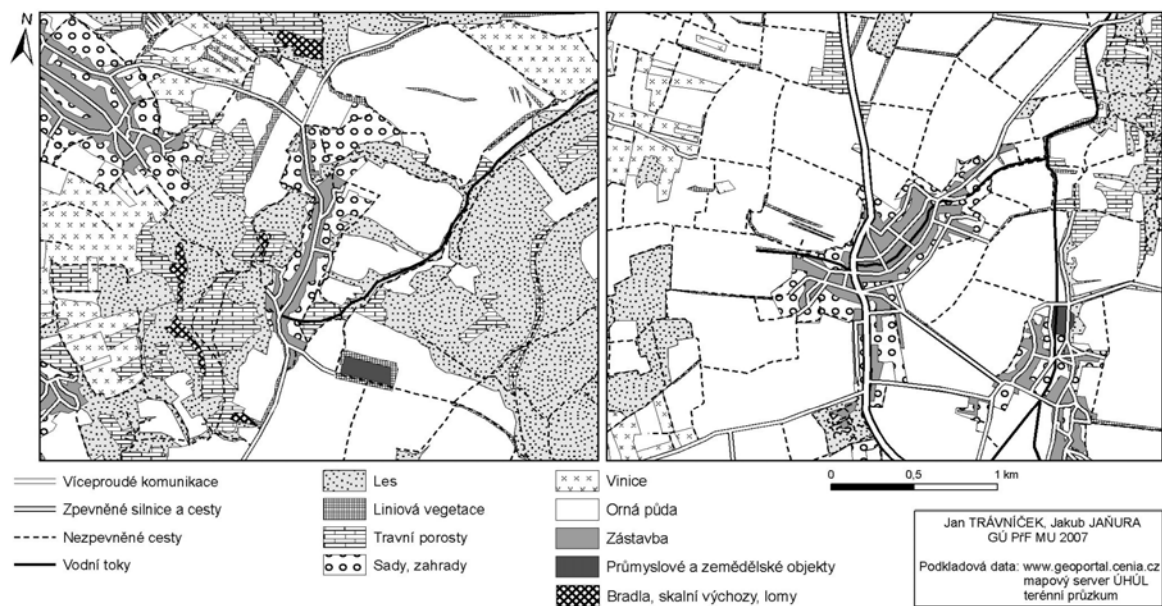 N
Víceproudé komunikace
Zpevněné silnice a cesty
Nezpevněné cesty
Vodní toky
Les
Liniová vegetace
Travní porosty
Sady, zahrady
Vinice
Orná půda
Zástavba
Průmyslové a zemědělské objekty
Bradla, skalní výchozy, lomy
0 0,5 1 km
Jan TRÁVNÍČEK, Jakub JAŇURA
GÚ PřF MU 2007
Podkladová data: www.geoportal.cenia.cz
mapový server ÚHÚL
terénní průzkum